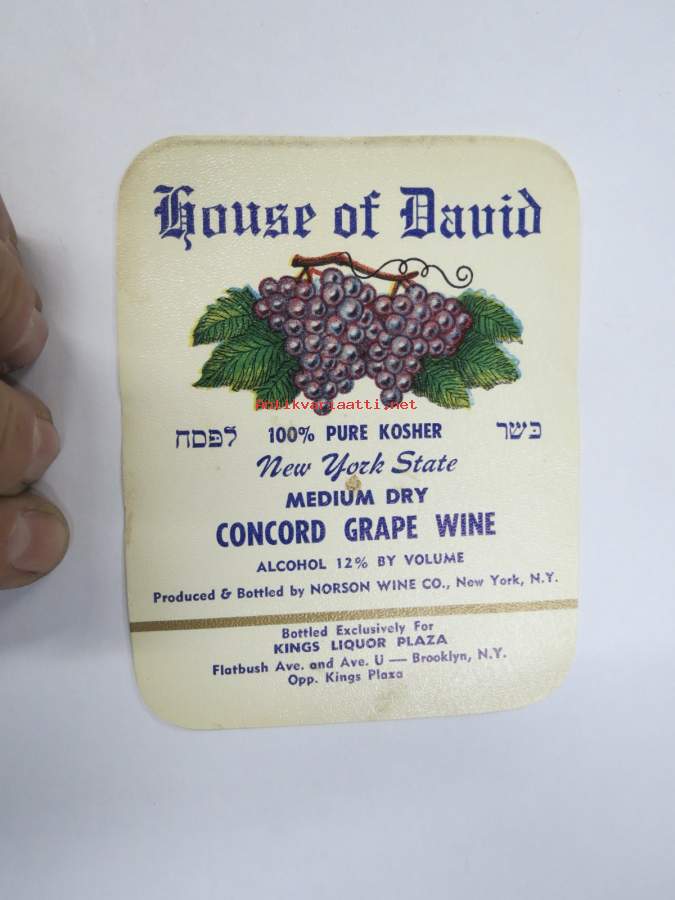 House of David
Antikvariaatti.net
לפסח 100% PURE KOSHER כשר
New York State
MEDIUM DRY
CONCORD GRAPE WINE
ALCOHOL 12% BY VOLUME
Produced & Bottled by NORSON WINE CO., New York, N.Y.
Bottled Exclusively For
KINGS LIQUOR PLAZA
Flatbush Ave. and Ave. U — Brooklyn, N.Y.
Opp. Kings Plaza